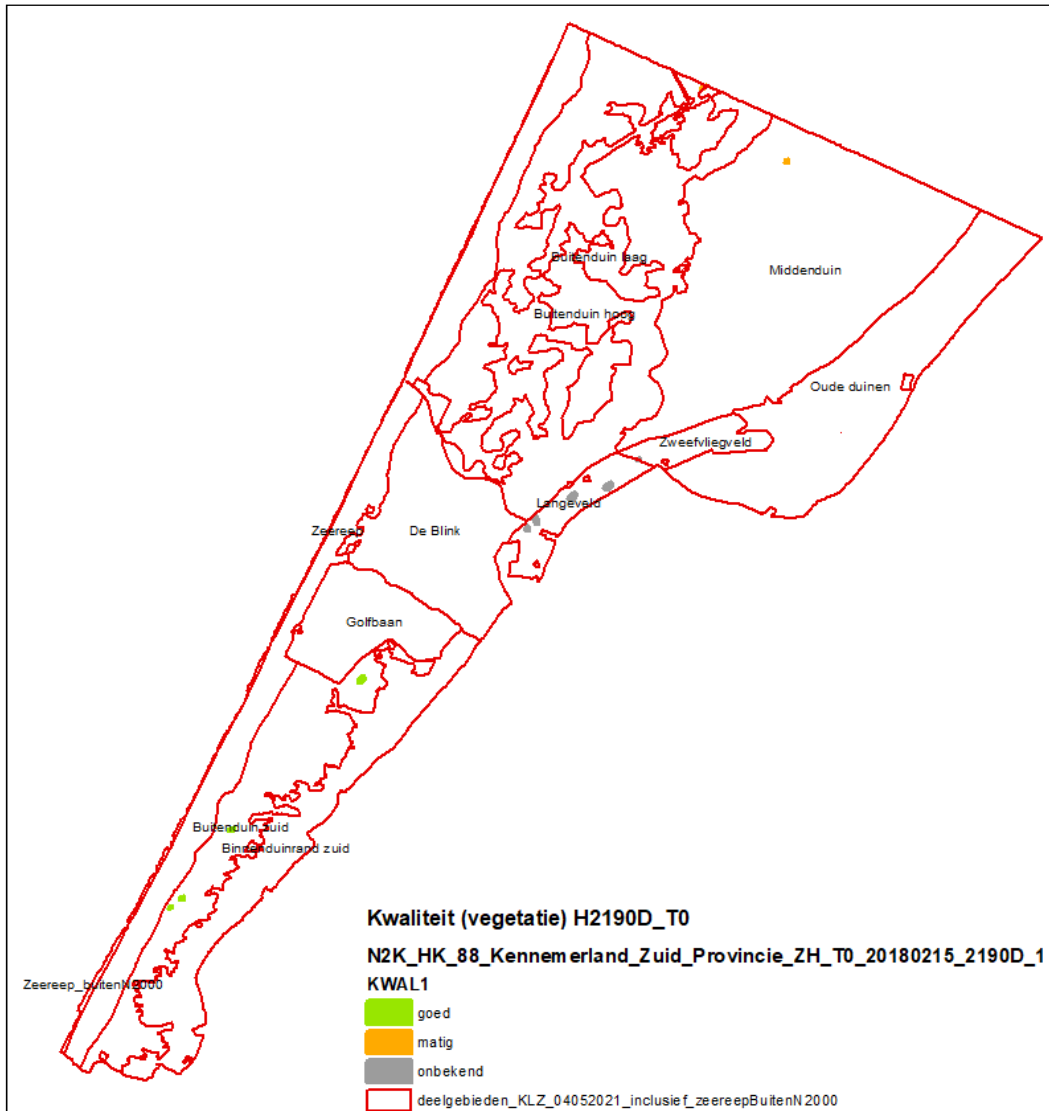 Buitenduin laag
Middenduin
Buitenduin hoog
Oude duinen
Zweefvliegveld
Langeveld
Zeereep
De Blink
Golfbaan
Buitenduin zuid
Binnenduinrand zuid
Zeereep_buitenN2000
Kwaliteit (vegetatie) H2190D_T0
N2K_HK_88_Kennemerland_Zuid_Provincie_ZH_T0_20180215_2190D_1
KWAL1
goed
matig
onbekend
deelgebieden_KLZ_04052021_inclusief_zeereepBuitenN2000